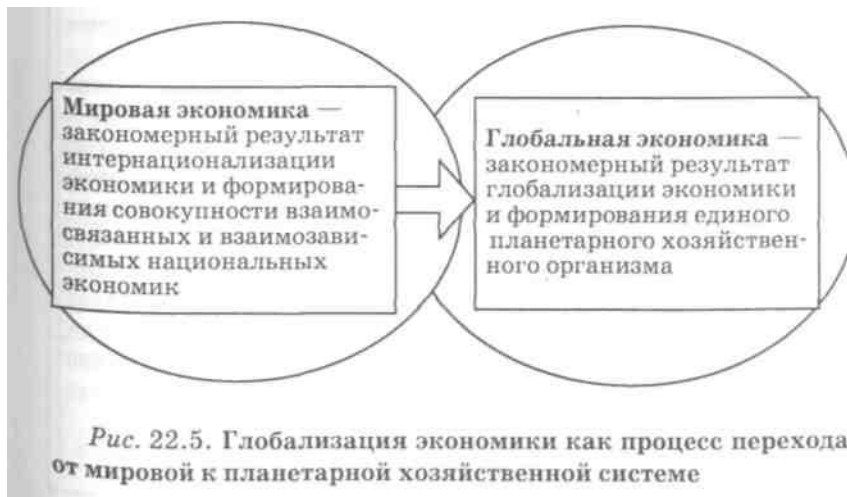 Мировая экономика —
закономерный результат
интернационализации
экономики и формирова-
ния совокупности взаимо-
связанных и взаимозави-
симых национальных
экономик
Глобальная экономика —
закономерный результат
глобализации экономики
и формирования единого
планетарного хозяйствен-
ного организма
Рис. 22.5. Глобализация экономики как процесс перехода
от мировой к планетарной хозяйственной системе